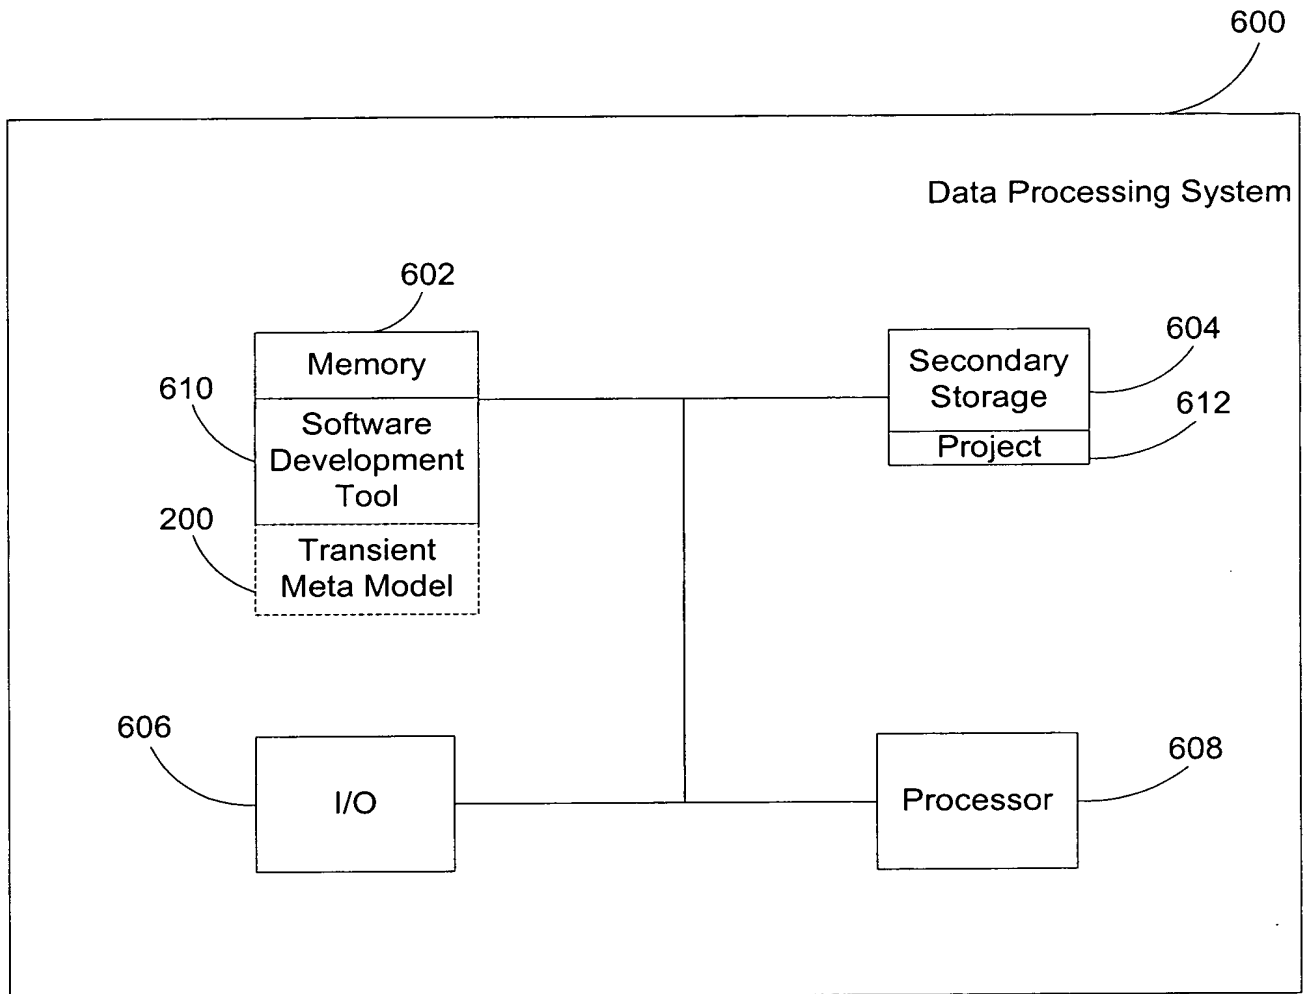 600
Data Processing System
602
Memory
610
Software
Development
Tool
200
Transient
Meta Model
604
Secondary
Storage
612
Project
606
I/O
608
Processor